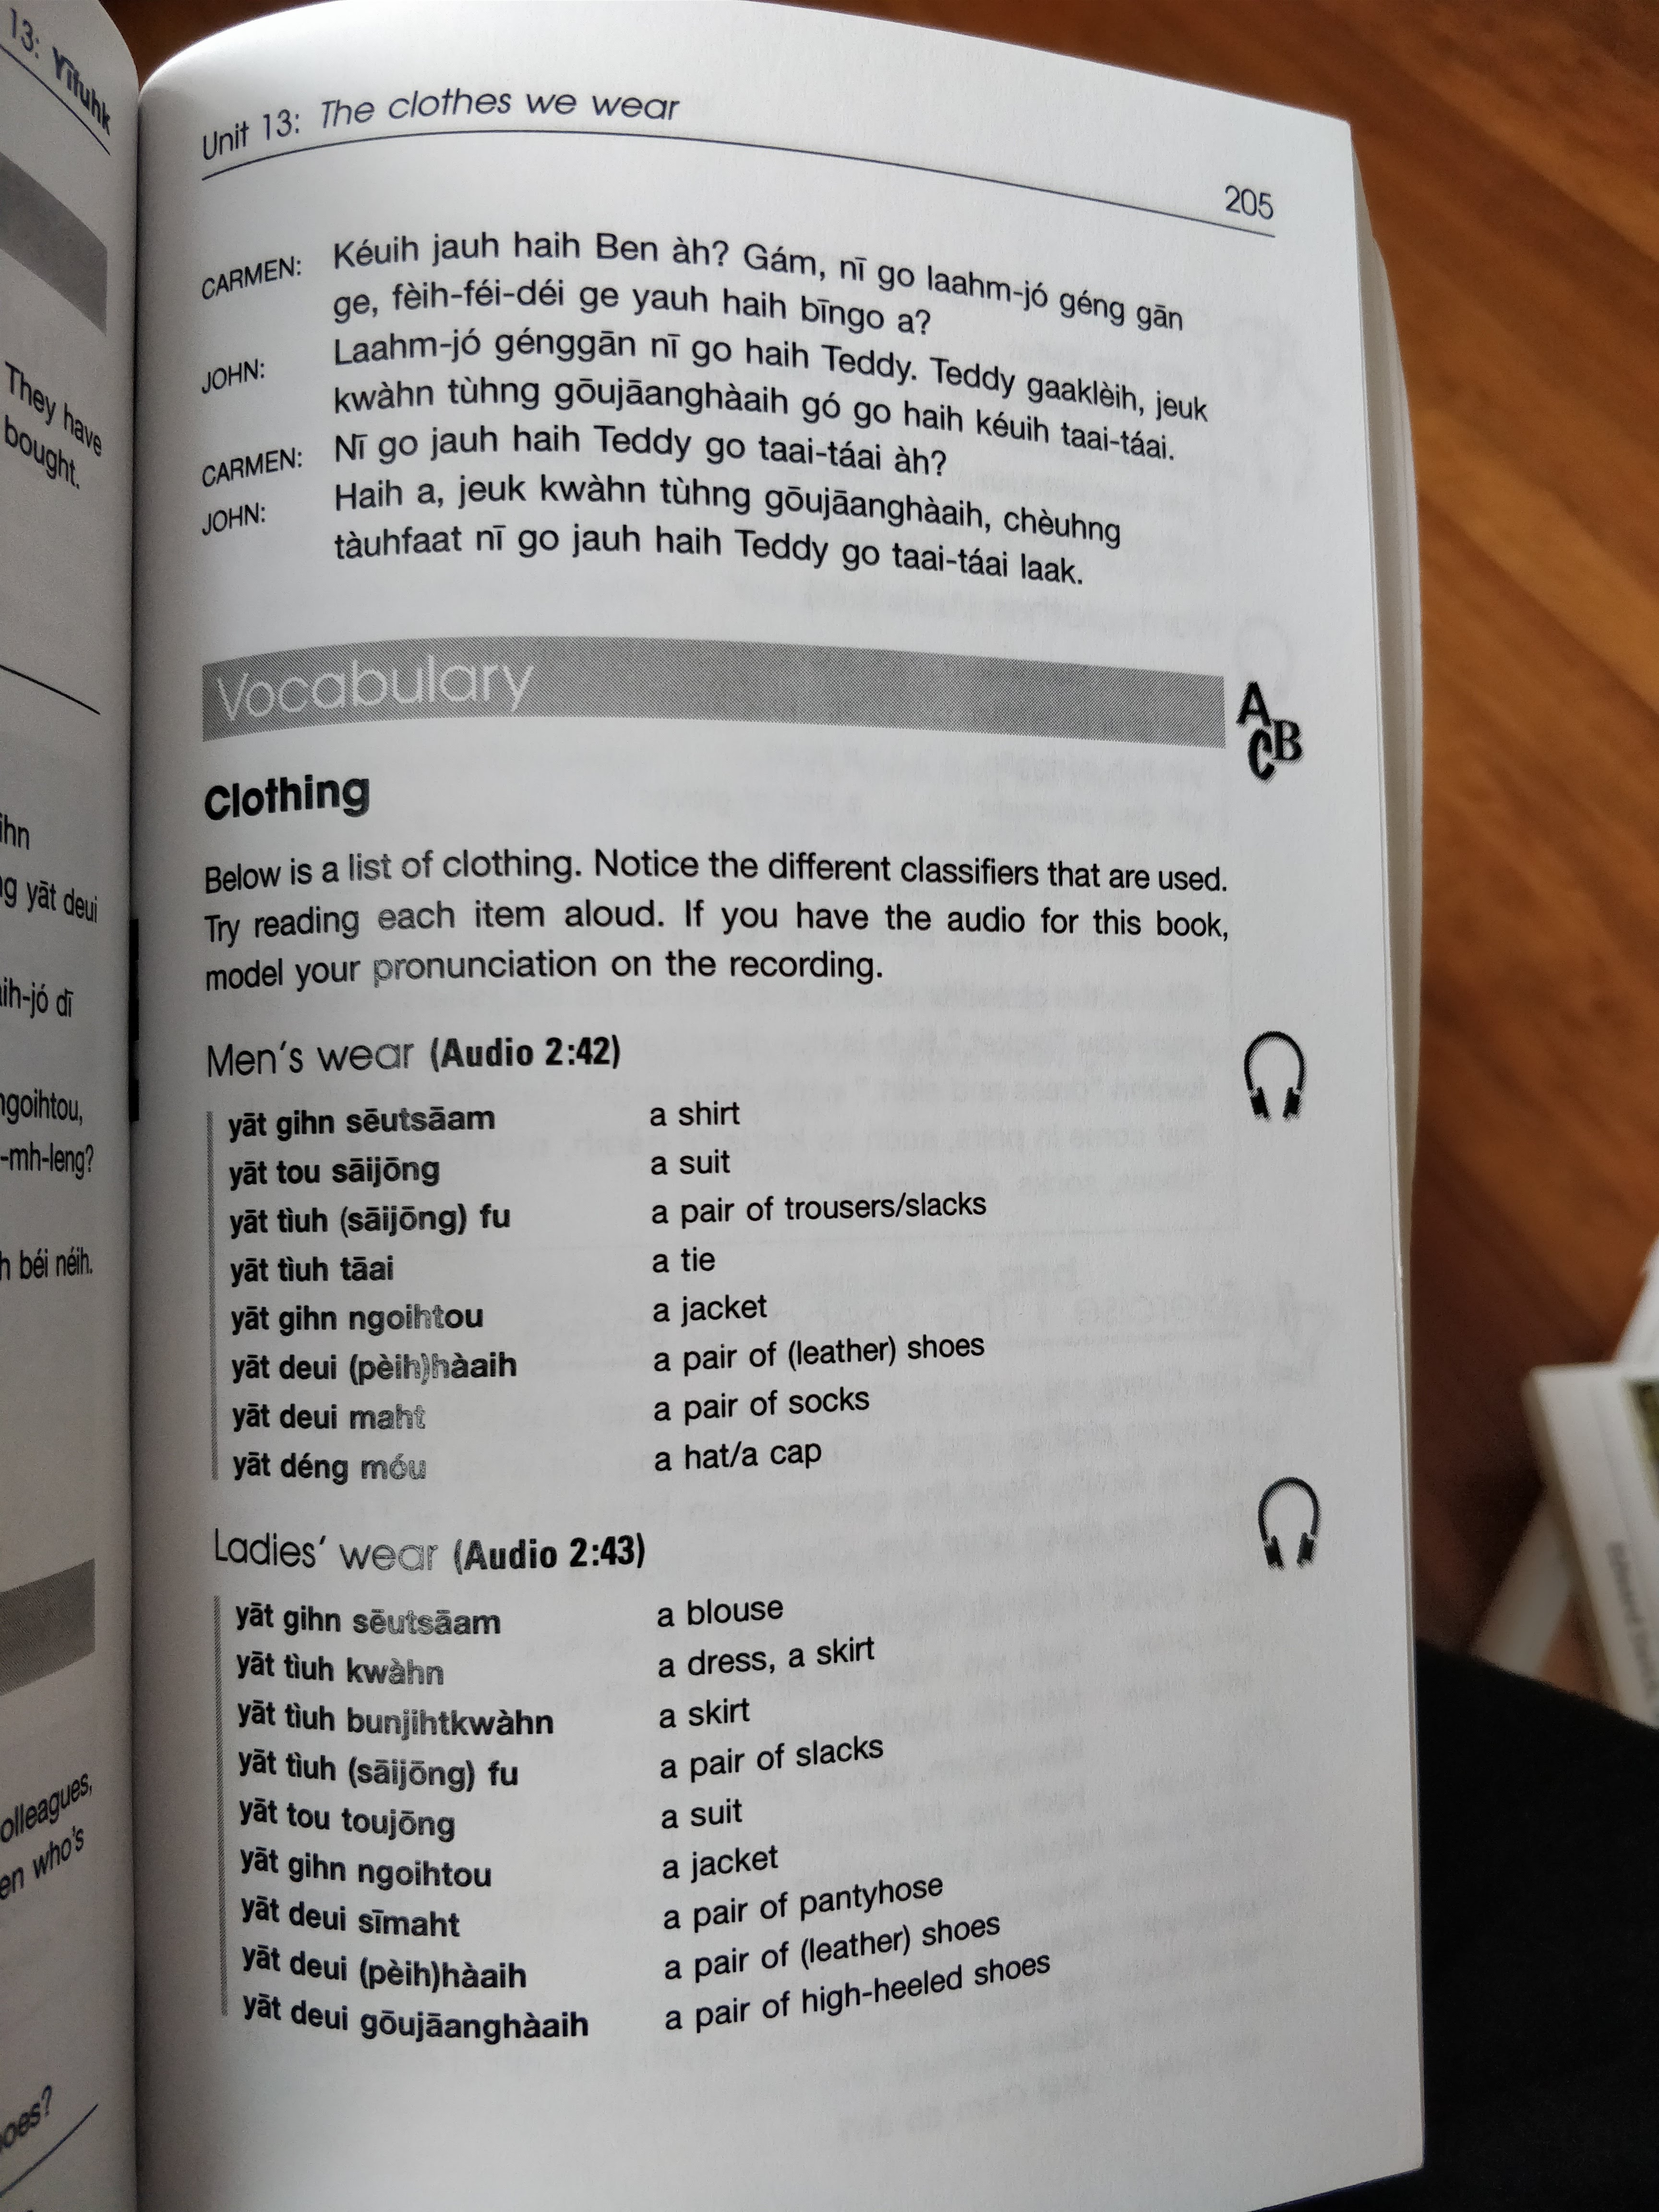 13: Yīfuhk
They have
bought.
yāt deui
béi néih.
olleagues,
who's
Unit 13: The clothes we wear
205
CARMEN: Kéuih jauh haih Ben àh? Gám, nī go laahm-jó géng gān
ge, fèih-féi-déi ge yauh haih bīngo a?
JOHN: Laahm-jó génggān nī go haih Teddy. Teddy gaaklèih, jeuk
kwàhn tùhng gōujāanghàaih gó go haih kéuih taai-táai.
CARMEN: Nī go jauh haih Teddy go taai-táai àh?
JOHN: Haih a, jeuk kwàhn tùhng gōujāanghàaih, chèuhng
tàuhfaat nī go jauh haih Teddy go taai-táai laak.
Vocabulary
A
B
C
Clothing
Below is a list of clothing. Notice the different classifiers that are used.
Try reading each item aloud. If you have the audio for this book,
model your pronunciation on the recording.
Men's wear (Audio 2:42)
yāt gihn sēutsāam a shirt
yāt tou sāijōng a suit
yāt tìuh (sāijōng) fu a pair of trousers/slacks
yāt tìuh tāai a tie
yāt gihn ngoihtou a jacket
yāt deui (pèih)hàaih a pair of (leather) shoes
yāt deui maht a pair of socks
yāt déng móu a hat/a cap
Ladies' wear (Audio 2:43)
yāt gihn sēutsāam a blouse
yāt tìuh kwàhn a dress, a skirt
yāt tìuh bunjihtkwàhn a skirt
yāt tìuh (sāijōng) fu a pair of slacks
yāt tou toujōng a suit
yāt gihn ngoihtou a jacket
yāt deui sīmaht a pair of pantyhose
yāt deui (pèih)hàaih a pair of (leather) shoes
yāt deui gōujāanghàaih a pair of high-heeled shoes